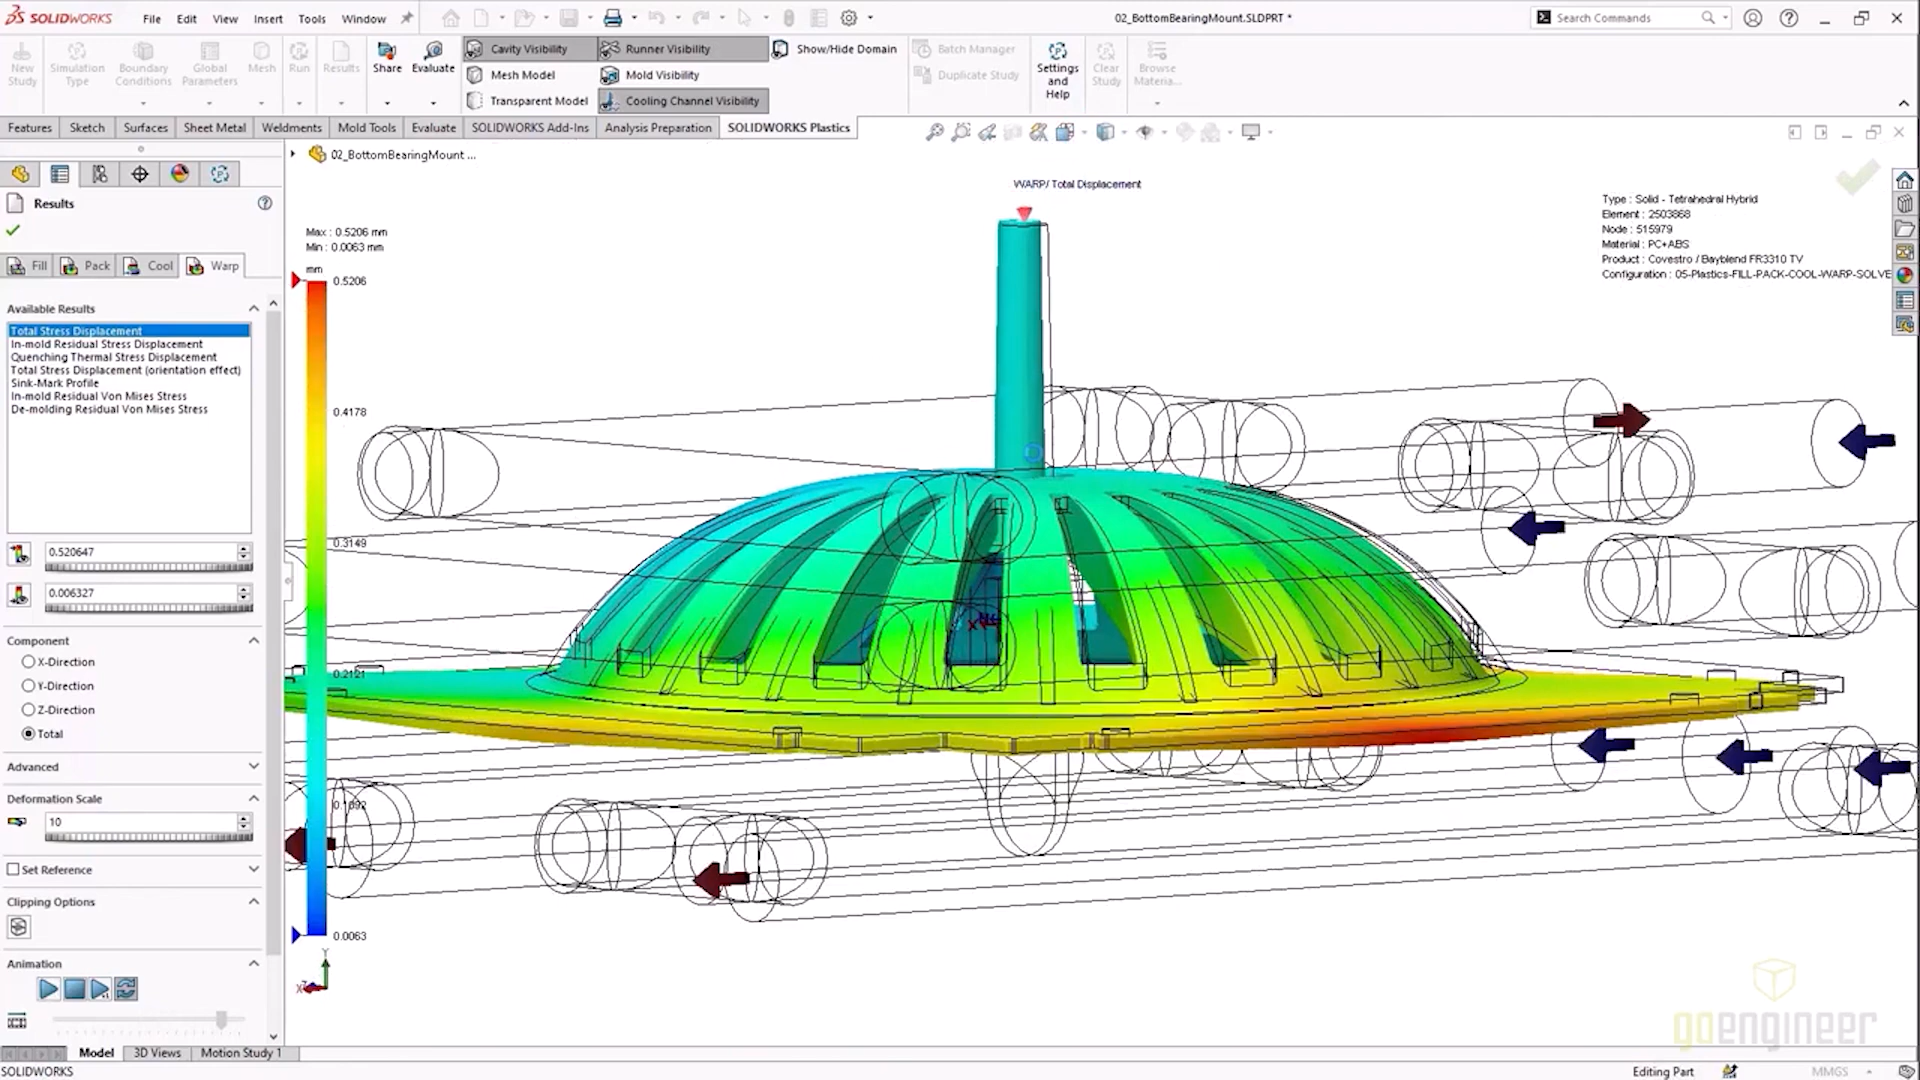 SOLIDWORKS File Edit View Insert Tools Window
02_BottomBearingMount.SLDPRT *
Search Commands
New Study
Simulation Type
Boundary Conditions
Global Parameters
Mesh
Run
Results
Share
Evaluate
Cavity Visibility
Runner Visibility
Show/Hide Domain
Mesh Model
Mold Visibility
Transparent Model
Cooling Channel Visibility
Batch Manager
Duplicate Study
Settings and Help
Clear Study
Browse Materia...
Features Sketch Surfaces Sheet Metal Weldments Mold Tools Evaluate SOLIDWORKS Add-Ins Analysis Preparation SOLIDWORKS Plastics
02_BottomBearingMount ...
Results
Fill Pack Cool Warp
Available Results
Total Stress Displacement
In-mold Residual Stress Displacement
Quenching Thermal Stress Displacement
Total Stress Displacement (orientation effect)
Sink-Mark Profile
In-mold Residual Von Mises Stress
De-molding Residual Von Mises Stress
0.520647
0.006327
Component
X-Direction
Y-Direction
Z-Direction
Total
Advanced
Deformation Scale
10
Set Reference
Clipping Options
Animation
WARP/ Total Displacement
Max : 0.5206 mm
Min : 0.0063 mm
mm
0.5206
0.4178
0.3149
0.2121
0.1092
0.0063
Type : Solid - Tetrahedral Hybrid
Element : 2503868
Node : 515979
Material : PC+ABS
Product : Covestro / Bayblend FR3310 TV
Configuration : 05-Plastics-FILL-PACK-COOL-WARP-SOLVE
Y
X
goengineer
Model 3D Views Motion Study 1
SOLIDWORKS
Editing Part
MMGS